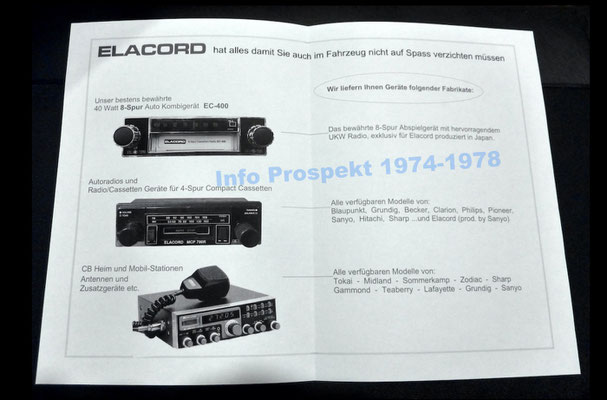 ELACORD hat alles damit Sie auch im Fahrzeug nicht auf Spass verzichten müssen
Wir liefern Ihnen Geräte folgender Fabrikate:
Unser bestens bewährte
40 Watt 8-Spur Auto Kombigerät EC-400
Das bewährte 8-Spur Abspielgerät mit hervorragendem
UKW Radio, exklusiv für Elacord produziert in Japan.
Info Prospekt 1974-1978
Autoradios und
Radio/Cassetten Geräte für 4-Spur Compact Cassetten
ELACORD MCP 7000
Alle verfügbaren Modelle von:
Blaupunkt, Grundig, Becker, Clarion, Philips, Pioneer,
Sanyo, Hitachi, Sharp ...und Elacord (prod. by Sanyo)
CB Heim und Mobil-Stationen
Antennen und
Zusatzgeräte etc.
Alle verfügbaren Modelle von:
Tokai - Midland - Sommerkamp - Zodiac - Sharp
Gammond - Teaberry - Lafayette - Grundig - Sanyo